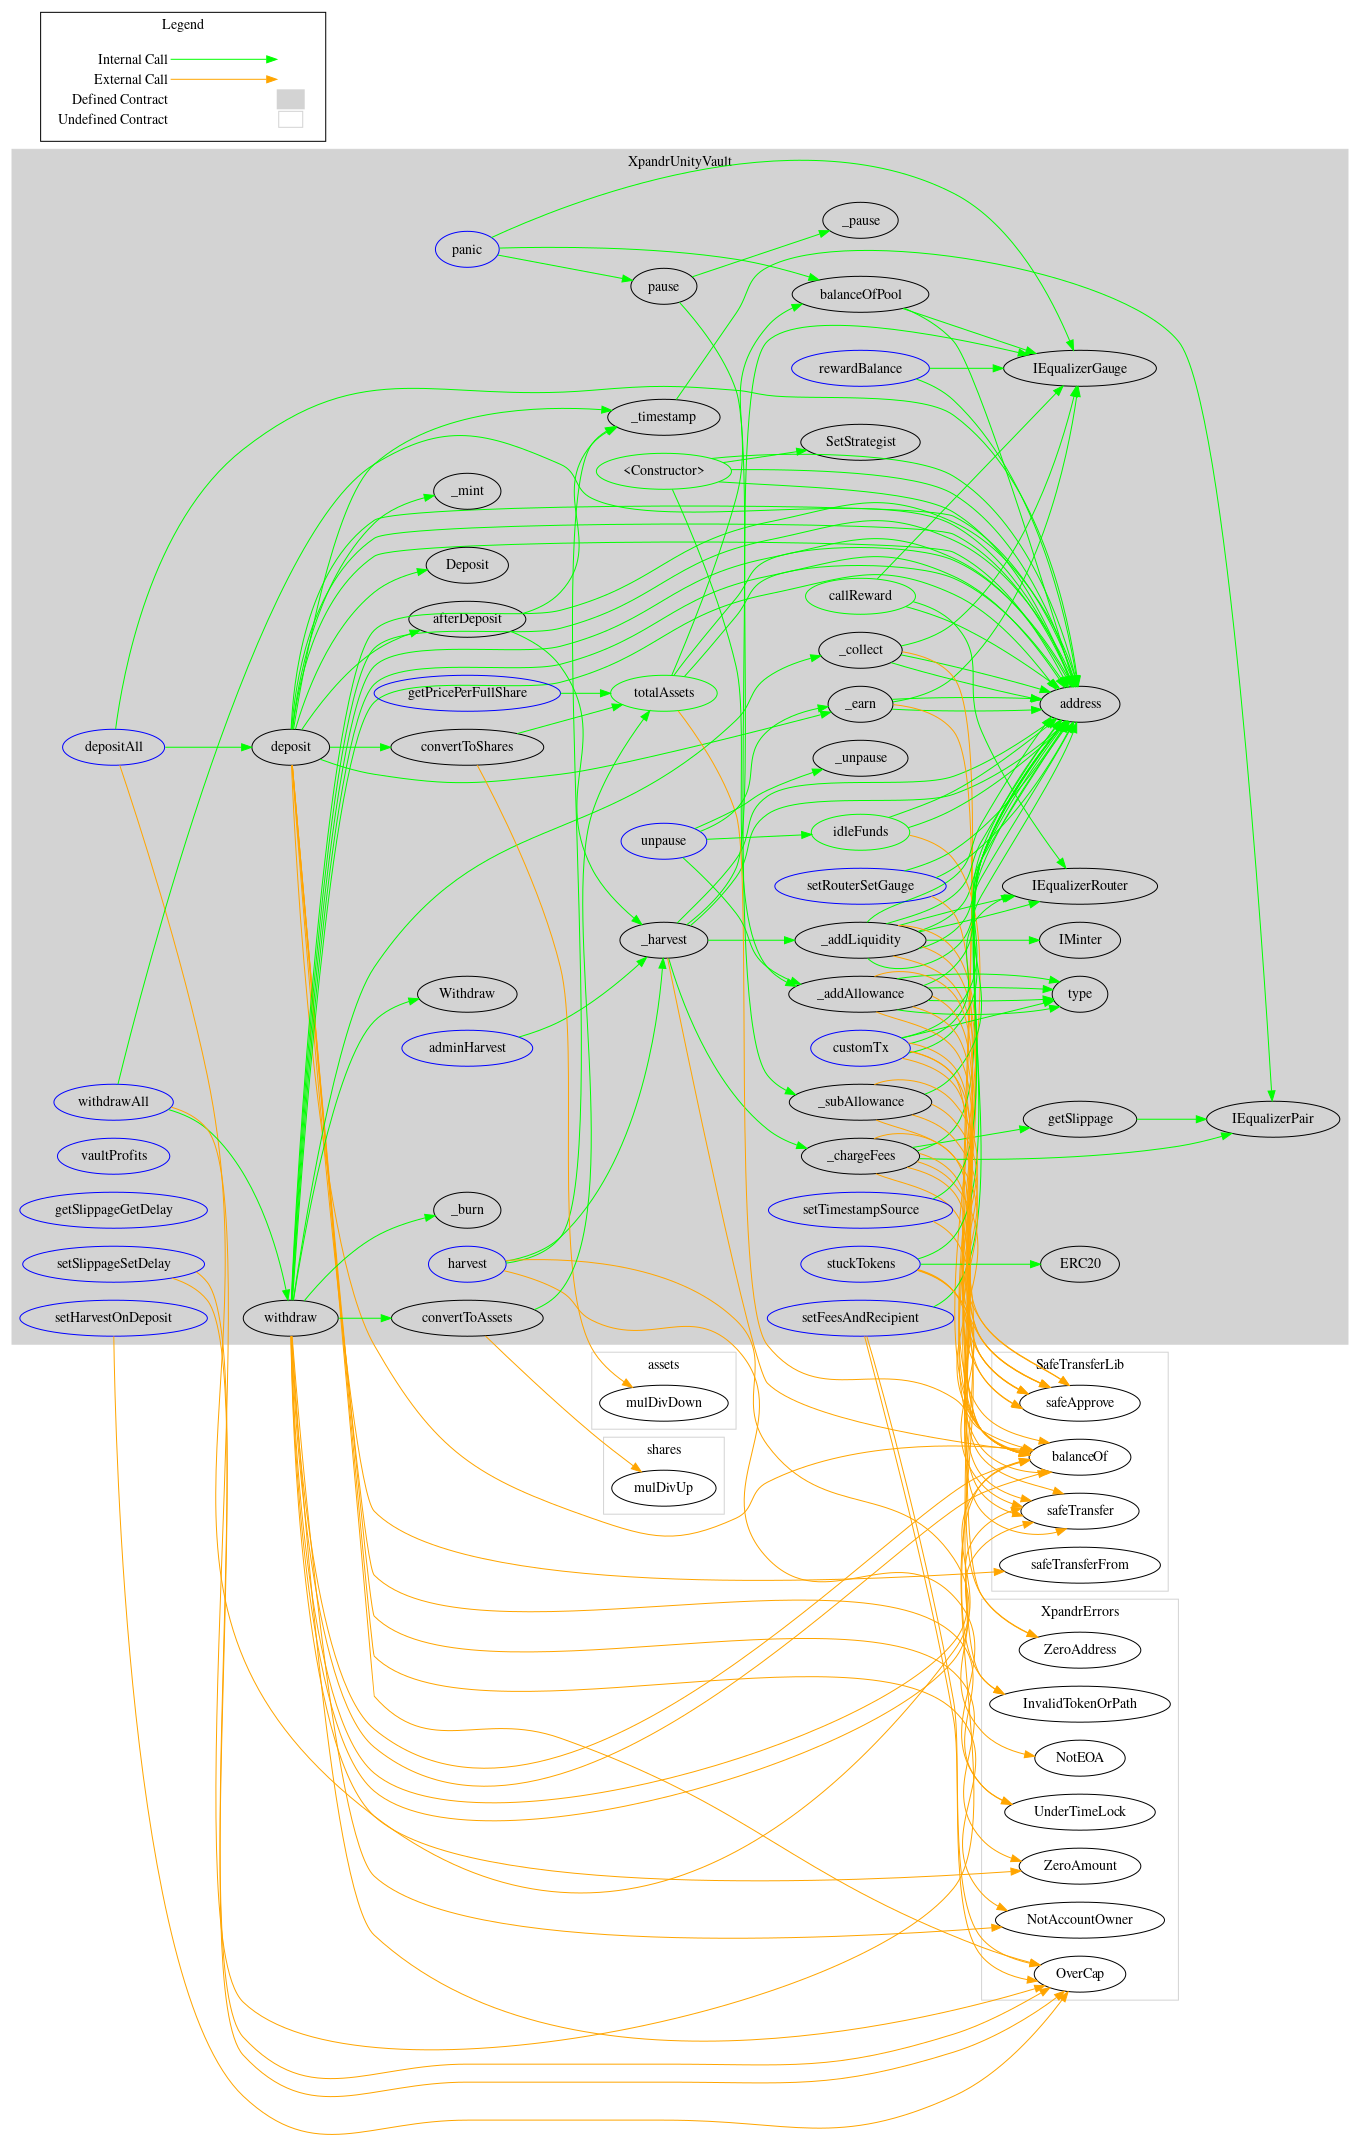 Legend
Internal Call
External Call
Defined Contract
Undefined Contract
XpandrUnityVault
_pause
panic
pause
balanceOfPool
rewardBalance
IEqualizerGauge
_timestamp
SetStrategist
<Constructor>
_mint
Deposit
callReward
afterDeposit
_collect
getPricePerFullShare
totalAssets
_earn
address
depositAll
deposit
convertToShares
_unpause
unpause
idleFunds
setRouterSetGauge
IEqualizerRouter
_harvest
_addLiquidity
IMinter
Withdraw
_addAllowance
type
adminHarvest
customTx
withdrawAll
_subAllowance
getSlippage
IEqualizerPair
vaultProfits
_chargeFees
getSlippageGetDelay
_burn
setTimestampSource
setSlippageSetDelay
harvest
stuckTokens
ERC20
setHarvestOnDeposit
withdraw
convertToAssets
setFeesAndRecipient
assets
mulDivDown
shares
mulDivUp
SafeTransferLib
safeApprove
balanceOf
safeTransfer
safeTransferFrom
XpandrErrors
ZeroAddress
InvalidTokenOrPath
NotEOA
UnderTimeLock
ZeroAmount
NotAccountOwner
OverCap